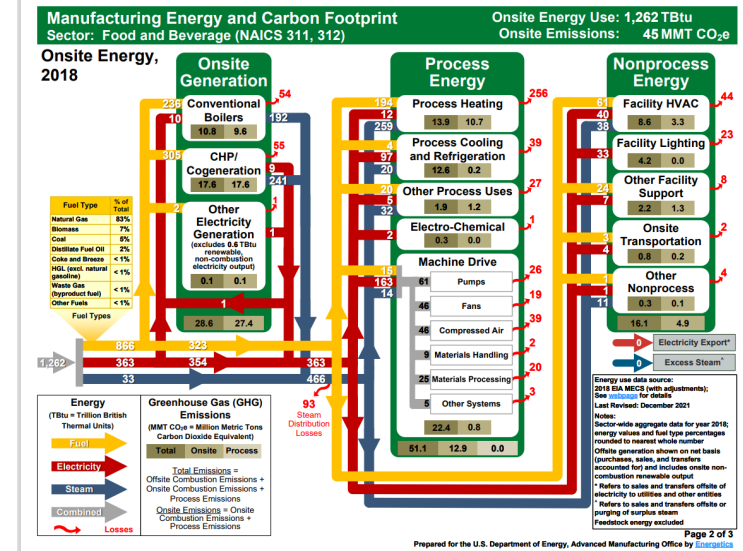 Manufacturing Energy and Carbon Footprint
Sector: Food and Beverage (NAICS 311, 312)
Onsite Energy Use: 1,262 TBtu
Onsite Emissions: 45 MMT CO2e
Onsite Energy,
2018
Onsite
Generation
54
236
10
Conventional
Boilers
10.8 9.6
192
55
305
CHP/
Cogeneration
17.6 17.6
9
241
1
2
Other
Electricity
Generation
(excludes 0.6 TBtu
renewable,
non-combustion
electricity output)
0.1 0.1
1
1
28.6 27.4
Fuel Type % of Total
Natural Gas 83%
Biomass 7%
Coal 5%
Distillate Fuel Oil 2%
Coke and Breeze < 1%
HGL (excl. natural gasoline) < 1%
Waste Gas (byproduct fuel) < 1%
Other Fuels < 1%
Fuel Types
1,262
866 323
363 354 363
33 466
93
Steam
Distribution
Losses
Process
Energy
256
194
12
259
Process Heating
13.9 10.7
39
4
97
20
Process Cooling
and Refrigeration
12.6 0.2
27
20
5
32
Other Process Uses
1.9 1.2
1
2
Electro-Chemical
0.3 0.0
Machine Drive
15
163
14
61 Pumps 26
46 Fans 19
46 Compressed Air 39
9 Materials Handling 2
25 Materials Processing 20
5 Other Systems 3
22.4 0.8
51.1 12.9 0.0
Nonprocess
Energy
44
61
40
38
Facility HVAC
8.6 3.3
23
33
Facility Lighting
4.2 0.0
8
24
7
Other Facility
Support
2.2 1.3
2
3
4
Onsite
Transportation
0.8 0.2
4
1
1
11
Other
Nonprocess
0.3 0.1
16.1 4.9
0 Electricity Export*
0 Excess Steam^
Energy
(TBtu = Trillion British
Thermal Units)
Fuel
Electricity
Steam
Combined
Losses
Greenhouse Gas (GHG)
Emissions
(MMT CO2e = Million Metric Tons
Carbon Dioxide Equivalent)
Total Onsite Process
Total Emissions =
Offsite Combustion Emissions +
Onsite Combustion Emissions +
Process Emissions
Onsite Emissions = Onsite
Combustion Emissions +
Process Emissions
Energy use data source:
2018 EIA MECS (with adjustments);
See webpage for details
Last Revised: December 2021
Notes:
Sector-wide aggregate data for year 2018;
energy values and fuel type percentages
rounded to nearest whole number
Offsite generation shown on net basis
(purchases, sales, and transfers
accounted for) and includes onsite non-
combustion renewable output
* Refers to sales and transfers offsite of
electricity to utilities and other entities
^ Refers to sales and transfers offsite or
purging of surplus steam
Feedstock energy excluded
Page 2 of 3
Prepared for the U.S. Department of Energy, Advanced Manufacturing Office by Energetics